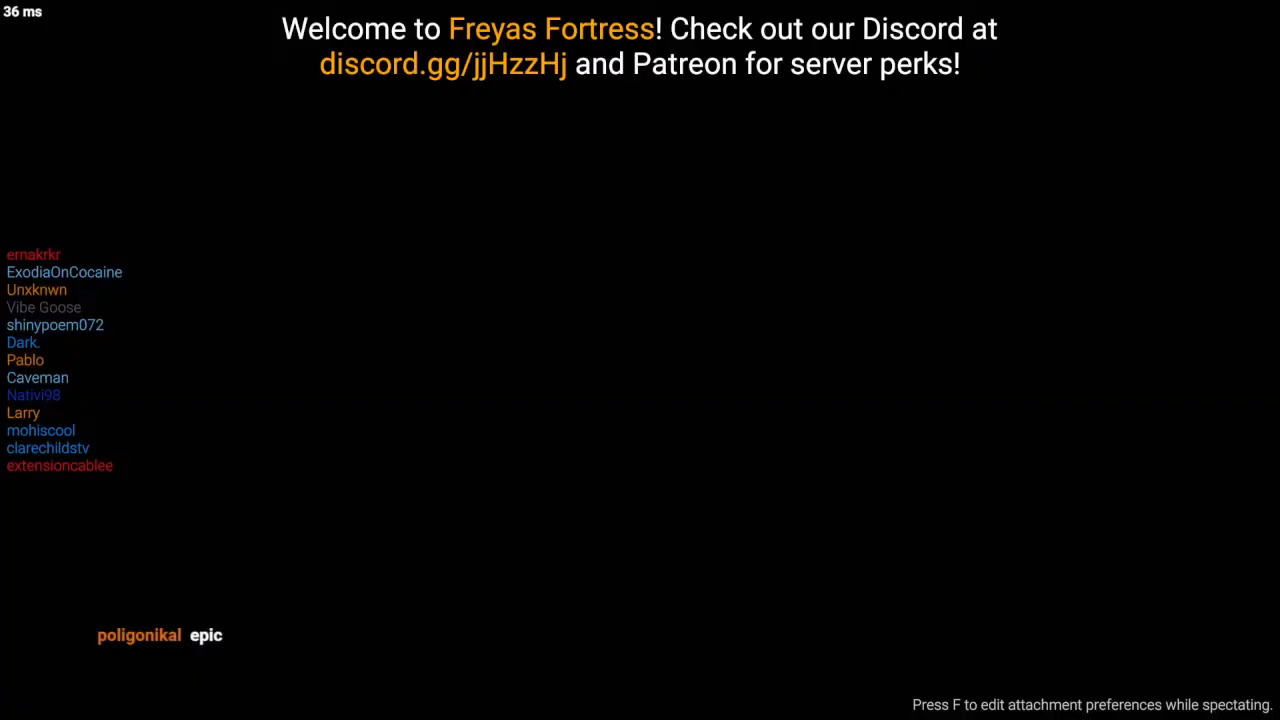 36 ms
Welcome to Freyas Fortress! Check out our Discord at
discord.gg/jjHzzHj and Patreon for server perks!
ernakrkr
ExodiaOnCocaine
Unxknwn
Vibe Goose
shinypoem072
Dark.
Pablo
Caveman
Nativi98
Larry
mohiscool
clarechildstv
extensioncablee
poligonikal epic
Press F to edit attachment preferences while spectating.